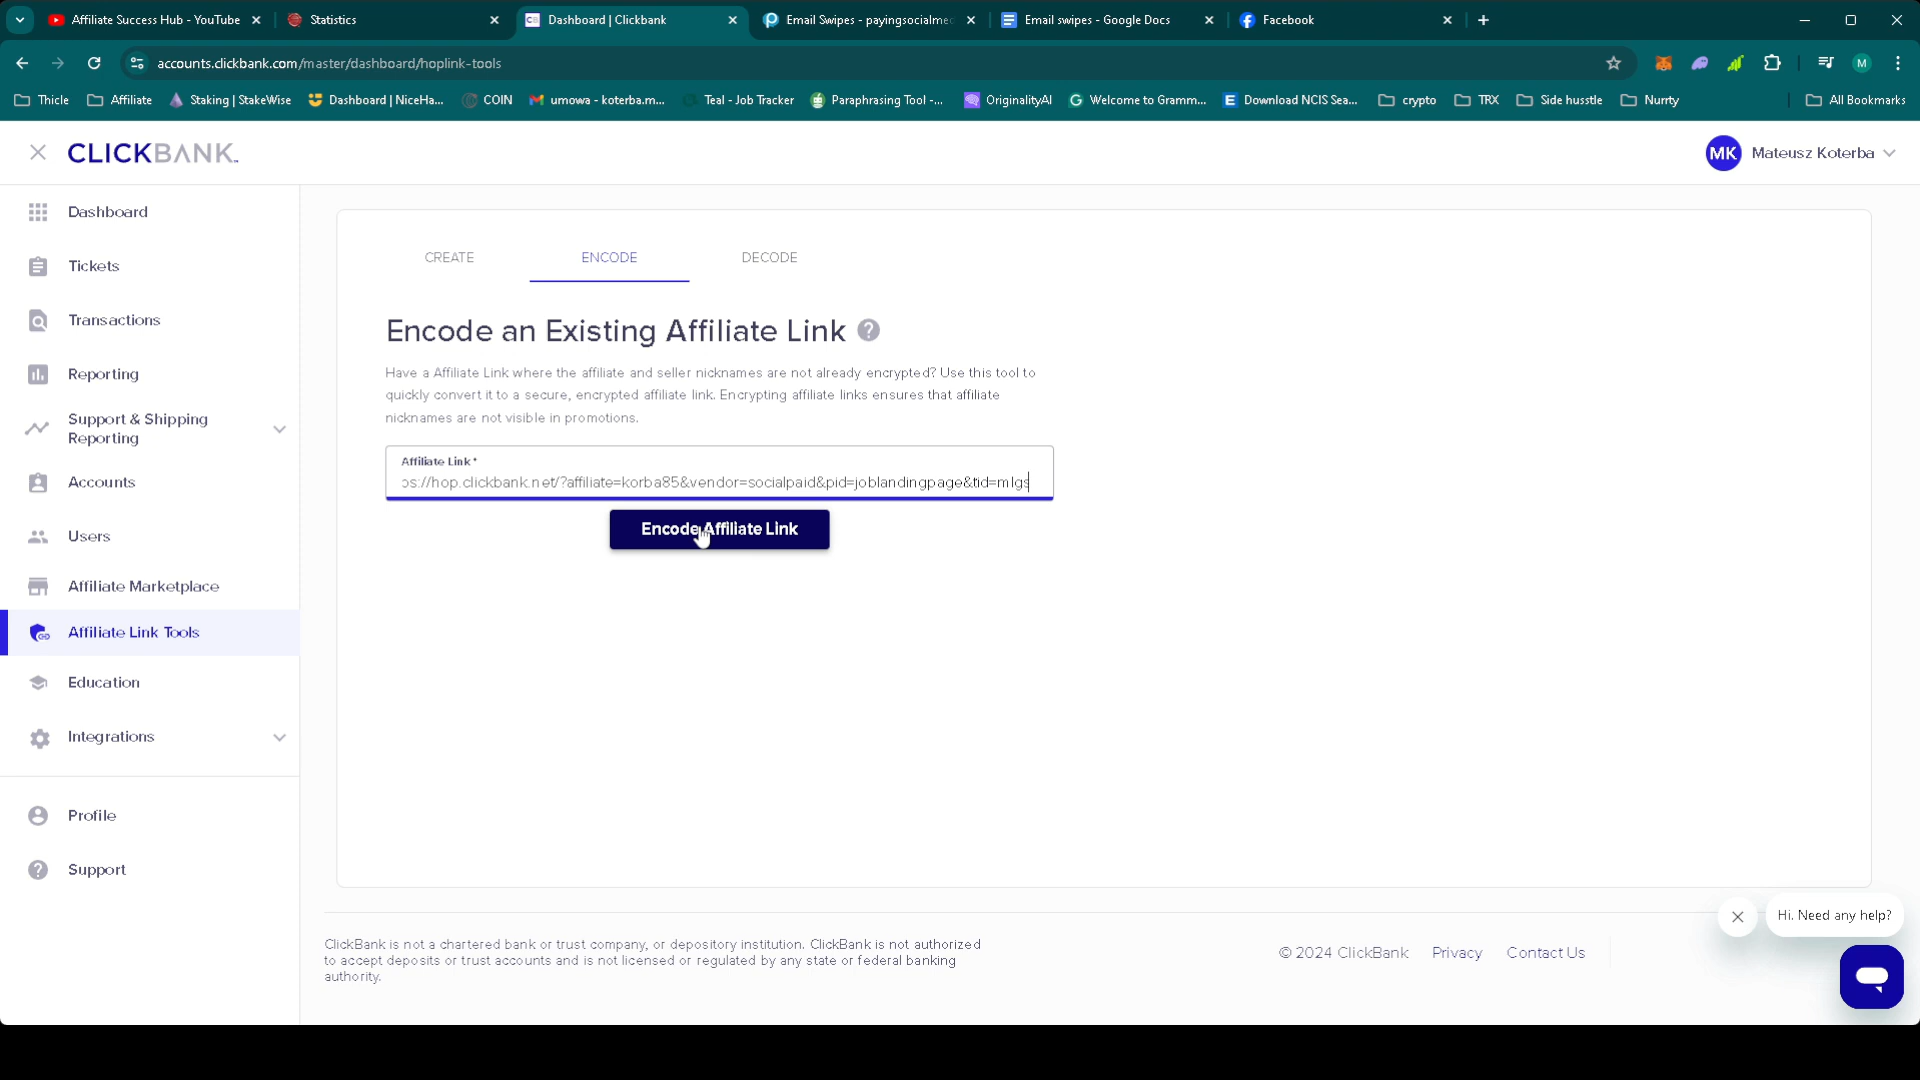 Affiliate Success Hub - YouTube
Statistics
Dashboard | Clickbank
Email Swipes - payingsocialmed
Email swipes - Google Docs
Facebook
accounts.clickbank.com/master/dashboard/hoplink-tools
M
Thicle
Affiliate
Staking | StakeWise
Dashboard | NiceHa...
COIN
umowa - koterba.m...
Teal - Job Tracker
Paraphrasing Tool -...
OriginalityAI
Welcome to Gramm...
Download NCIS Sea...
crypto
TRX
Side husstle
Nurrty
All Bookmarks
CLICKBANK
MK
Mateusz Koterba
Dashboard
Tickets
Transactions
Reporting
Support & Shipping
Reporting
Accounts
Users
Affiliate Marketplace
Affiliate Link Tools
Education
Integrations
Profile
Support
CREATE
ENCODE
DECODE
Encode an Existing Affiliate Link
Have a Affiliate Link where the affiliate and seller nicknames are not already encrypted? Use this tool to
quickly convert it to a secure, encrypted affiliate link. Encrypting affiliate links ensures that affiliate
nicknames are not visible in promotions.
Affiliate Link *
ps://hop.clickbank.net/?affiliate=korba85&vendor=socialpaid&pid=joblandingpage&tid=mlgs
Encode Affiliate Link
ClickBank is not a chartered bank or trust company, or depository institution. ClickBank is not authorized
to accept deposits or trust accounts and is not licensed or regulated by any state or federal banking
authority.
© 2024 ClickBank
Privacy
Contact Us
Hi. Need any help?